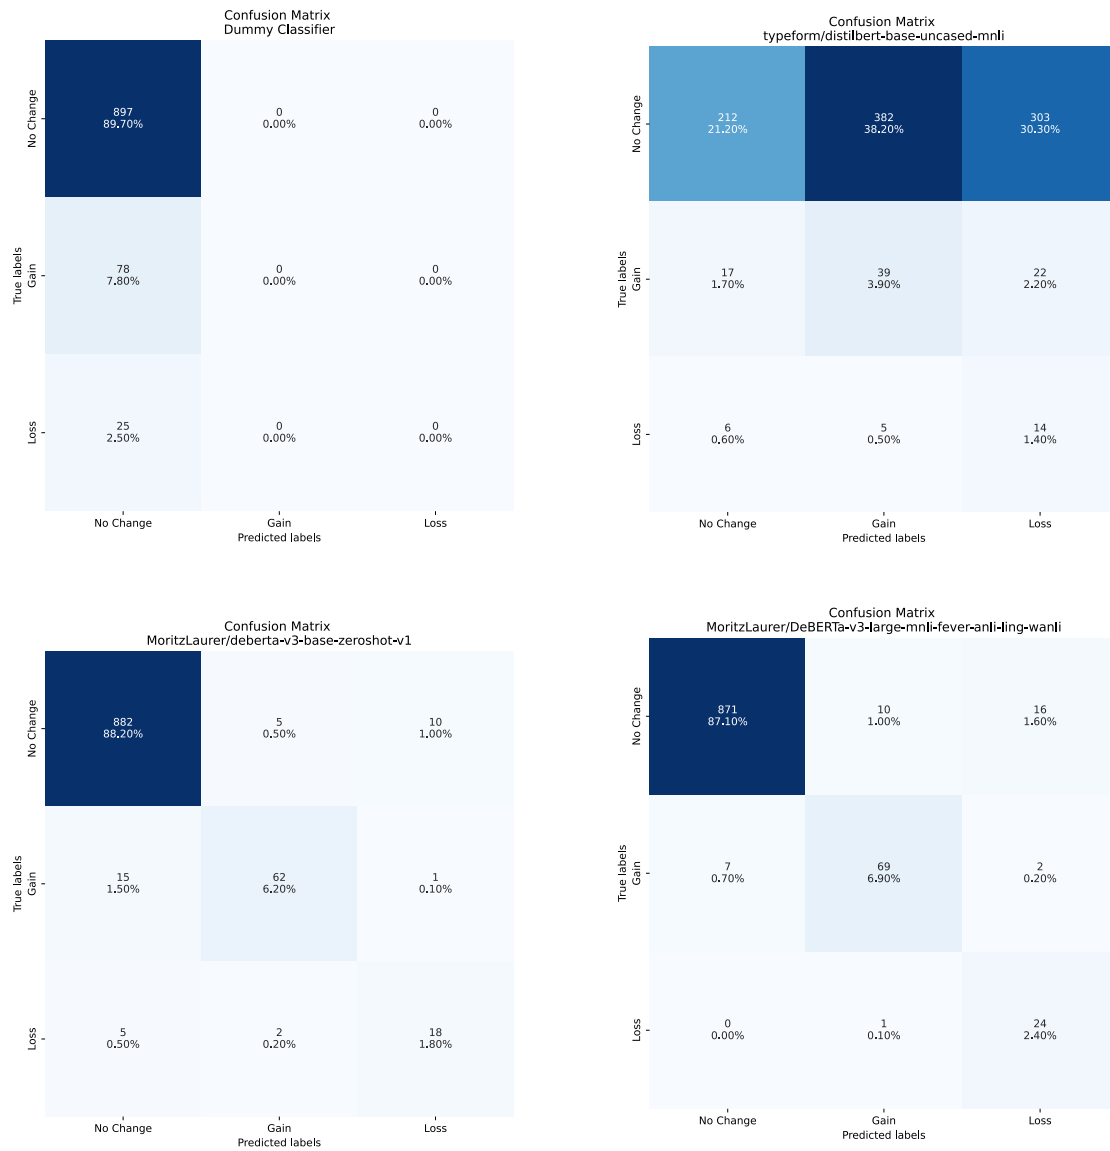 Confusion Matrix
Dummy Classifier
No Change
897
89.70%
0
0.00%
0
0.00%
True labels
Gain
78
7.80%
0
0.00%
0
0.00%
Loss
25
2.50%
0
0.00%
0
0.00%
No Change
Gain
Loss
Predicted labels
Confusion Matrix
typeform/distilbert-base-uncased-mnli
No Change
212
21.20%
382
38.20%
303
30.30%
True labels
Gain
17
1.70%
39
3.90%
22
2.20%
Loss
6
0.60%
5
0.50%
14
1.40%
No Change
Gain
Loss
Predicted labels
Confusion Matrix
MoritzLaurer/deberta-v3-base-zeroshot-v1
No Change
882
88.20%
5
0.50%
10
1.00%
True labels
Gain
15
1.50%
62
6.20%
1
0.10%
Loss
5
0.50%
2
0.20%
18
1.80%
No Change
Gain
Loss
Predicted labels
Confusion Matrix
MoritzLaurer/DeBERTa-v3-large-mnli-fever-anli-ling-wanli
No Change
871
87.10%
10
1.00%
16
1.60%
True labels
Gain
7
0.70%
69
6.90%
2
0.20%
Loss
0
0.00%
1
0.10%
24
2.40%
No Change
Gain
Loss
Predicted labels